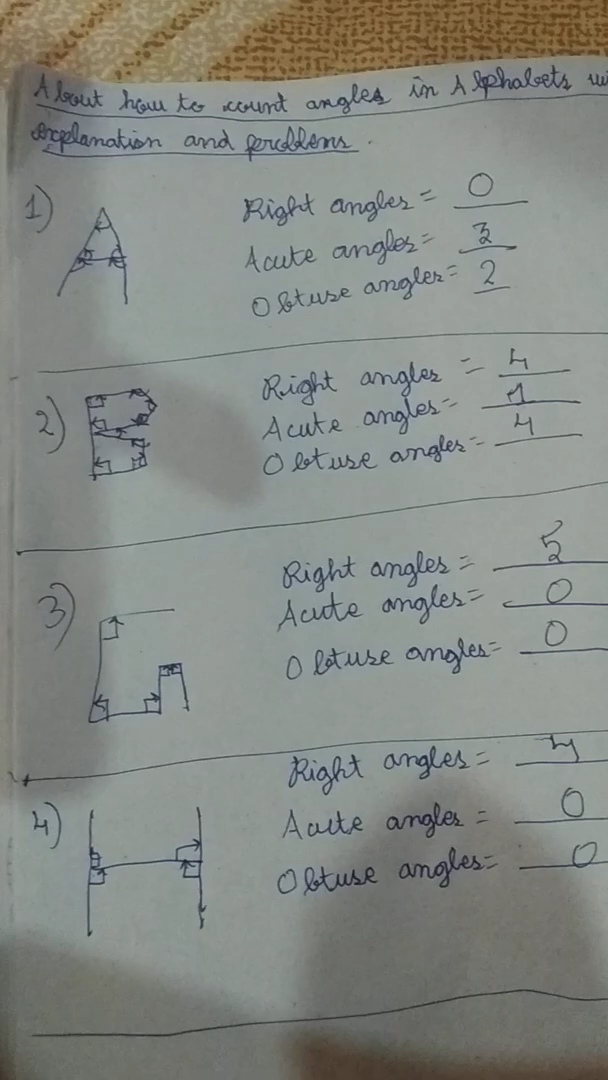 About how to count angles in Alphabets
explanation and problems.
1)
Right angles = 0
Acute angles= 3
Obtuse angles= 2
2)
Right angles = 4
Acute angles= 1
Obtuse angles= 4
3)
Right angles = 5
Acute angles= 0
Obtuse angles= 0
4)
Right angles = 4
Acute angles = 0
Obtuse angles= 0